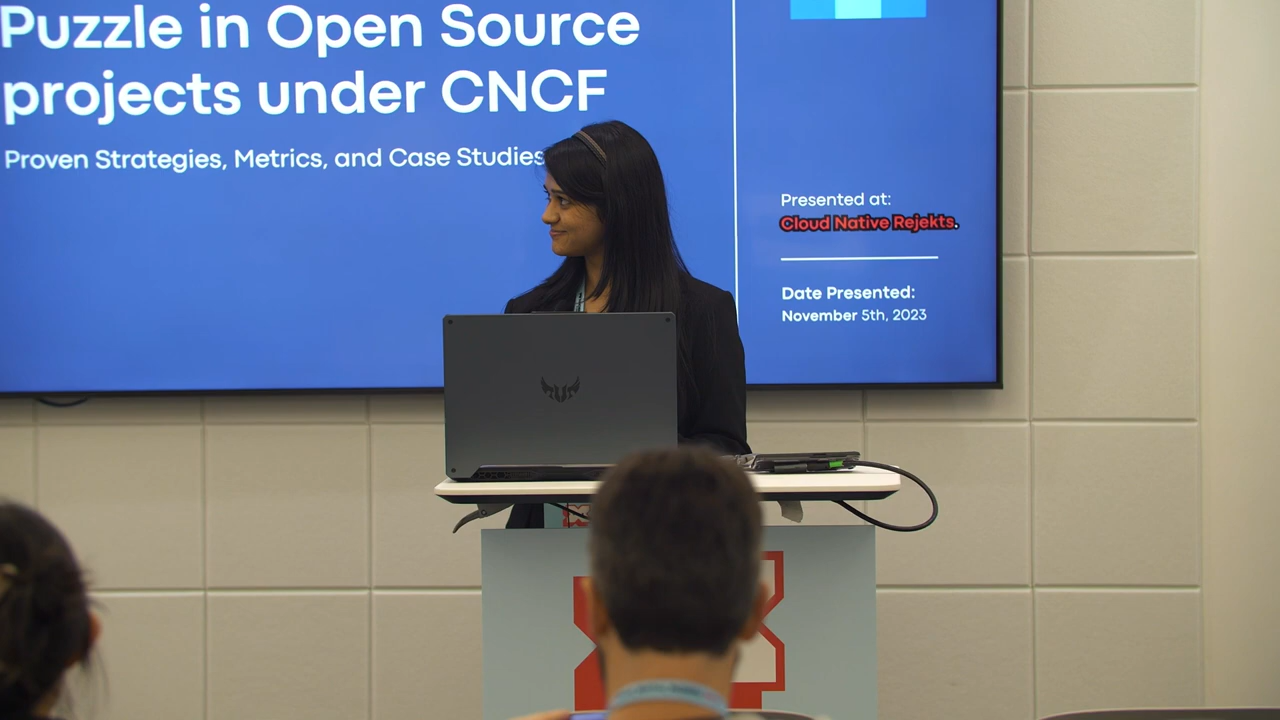 Puzzle in Open Source
projects under CNCF
Proven Strategies, Metrics, and Case Studies
Presented at:
Cloud Native Rejekts.
Date Presented:
November 5th, 2023